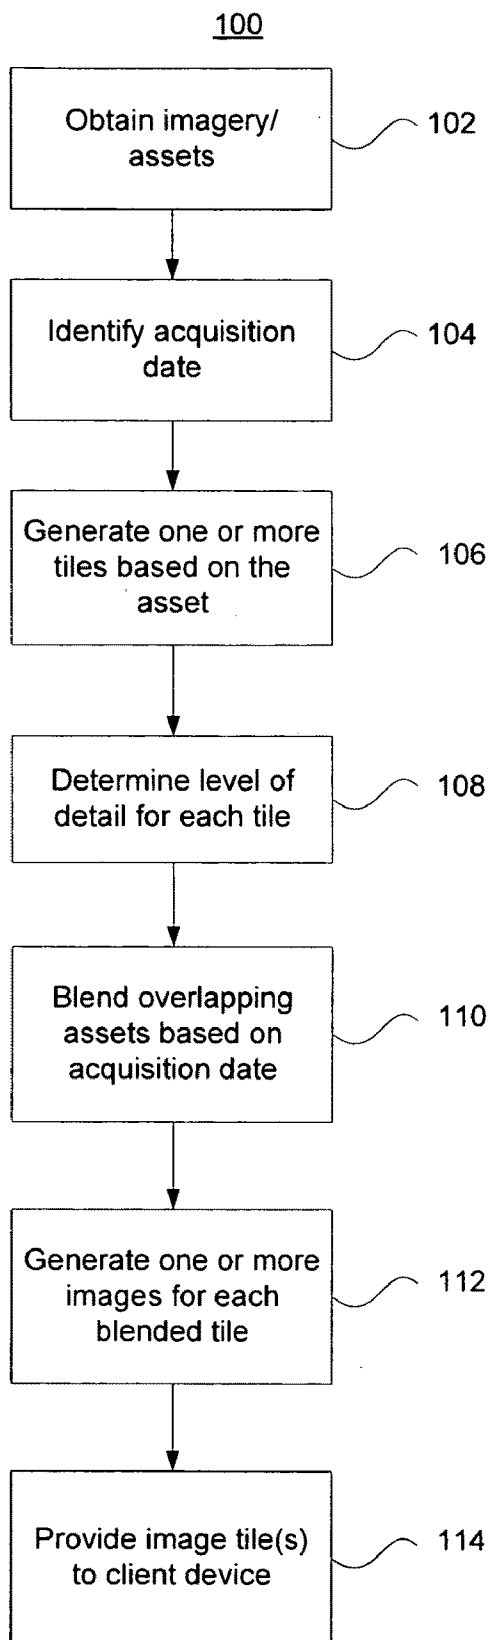 100
Obtain imagery/
assets
102
Identify acquisition
date
104
Generate one or more
tiles based on the
asset
106
Determine level of
detail for each tile
108
Blend overlapping
assets based on
acquisition date
110
Generate one or more
images for each
blended tile
112
Provide image tile(s)
to client device
114